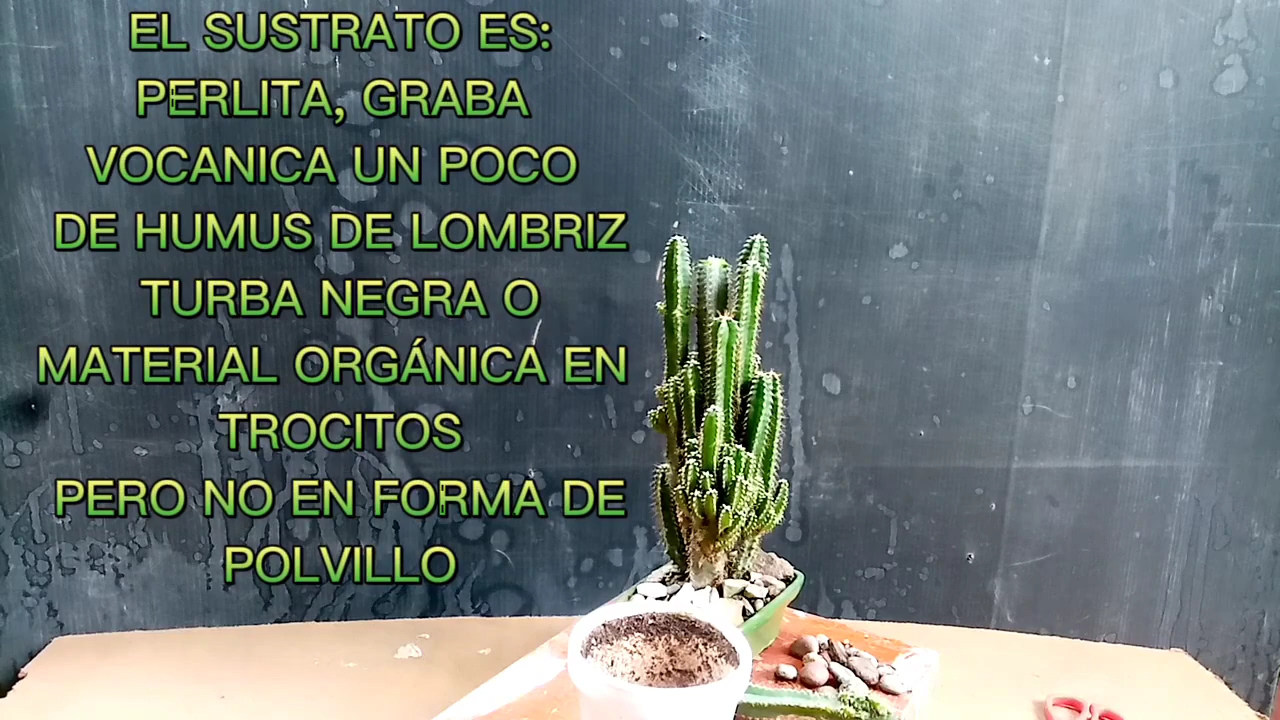 EL SUSTRATO ES:
PERLITA, GRABA
VOCANICA UN POCO
DE HUMUS DE LOMBRIZ
TURBA NEGRA O
MATERIAL ORGÁNICA EN
TROCITOS
PERO NO EN FORMA DE
POLVILLO